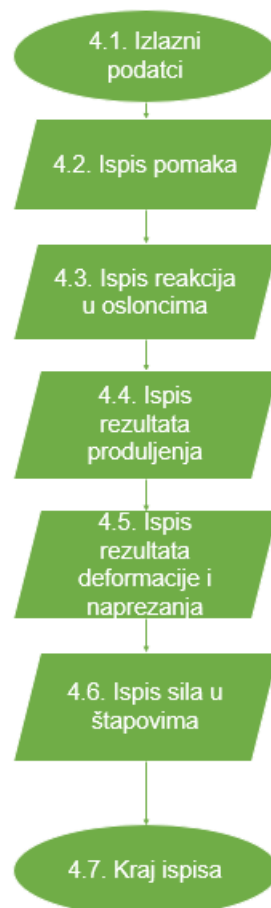 4.1. Izlazni
podatci
4.2. Ispis pomaka
4.3. Ispis reakcija
u osloncima
4.4. Ispis
rezultata
produljenja
4.5. Ispis
rezultata
deformacije i
naprezanja
4.6. Ispis sila u
štapovima
4.7. Kraj ispisa